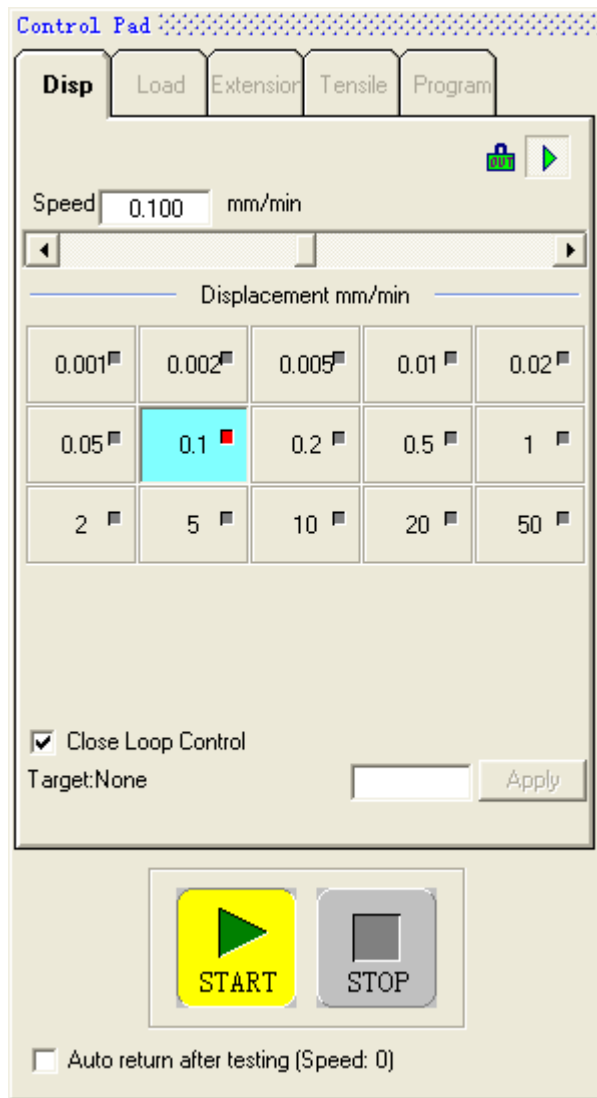 Control Pad
Disp Load Extension Tensile Program
OUT
Speed 0.100 mm/min
Displacement mm/min
0.001 0.002 0.005 0.01 0.02
0.05 0.1 0.2 0.5 1
2 5 10 20 50
Close Loop Control
Target:None Apply
START STOP
Auto return after testing (Speed: 0)